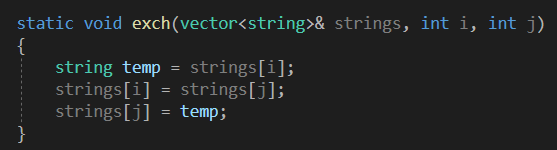 static void exch(vector<string>& strings, int i, int j)
{
    string temp = strings[i];
    strings[i] = strings[j];
    strings[j] = temp;
}